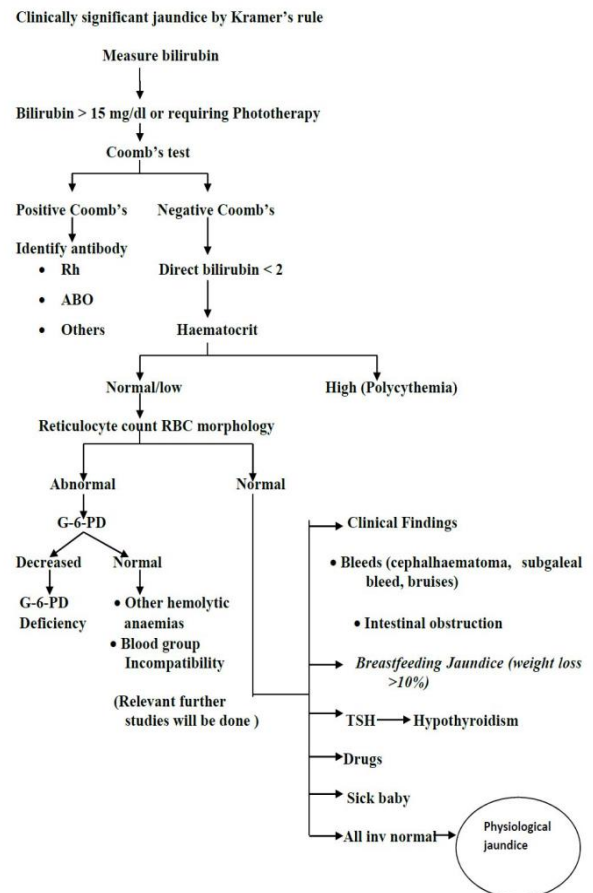 Clinically significant jaundice by Kramer's rule
Measure bilirubin
Bilirubin > 15 mg/dl or requiring Phototherapy
Coomb's test
Positive Coomb's
Negative Coomb's
Identify antibody
• Rh
• ABO
• Others
Direct bilirubin < 2
Haematocrit
Normal/low
High (Polycythemia)
Reticulocyte count RBC morphology
Abnormal
Normal
G-6-PD
Decreased
Normal
G-6-PD
Deficiency
• Other hemolytic
anaemias
• Blood group
Incompatibility
(Relevant further
studies will be done )
Clinical Findings
• Bleeds (cephalhaematoma, subgaleal
bleed, bruises)
• Intestinal obstruction
Breastfeeding Jaundice (weight loss
>10%)
TSH
Hypothyroidism
Drugs
Sick baby
All inv normal
Physiological
jaundice